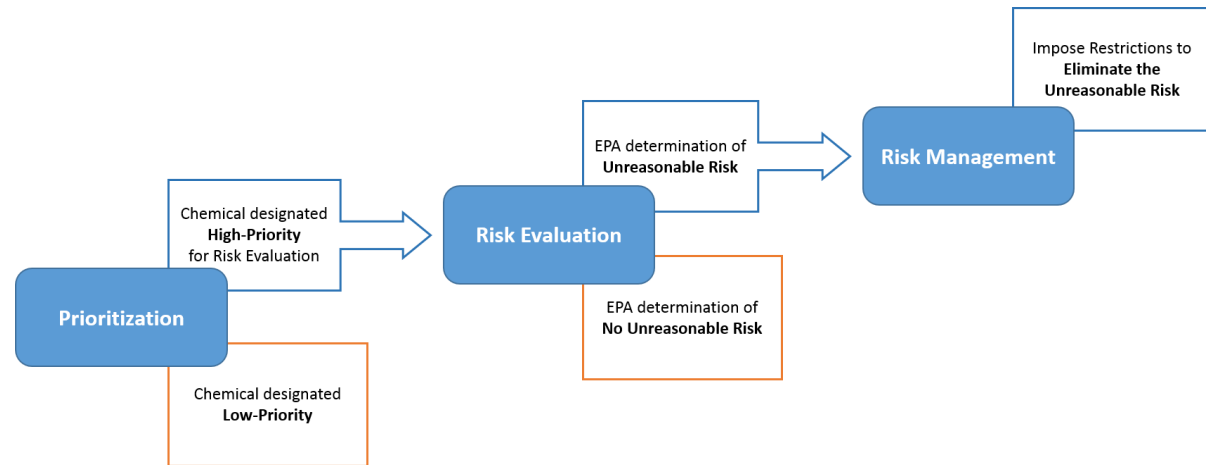 Prioritization
Chemical designated
High-Priority
for Risk Evaluation
Chemical designated
Low-Priority
Risk Evaluation
EPA determination of
Unreasonable Risk
EPA determination of
No Unreasonable Risk
Risk Management
Impose Restrictions to
Eliminate the
Unreasonable Risk